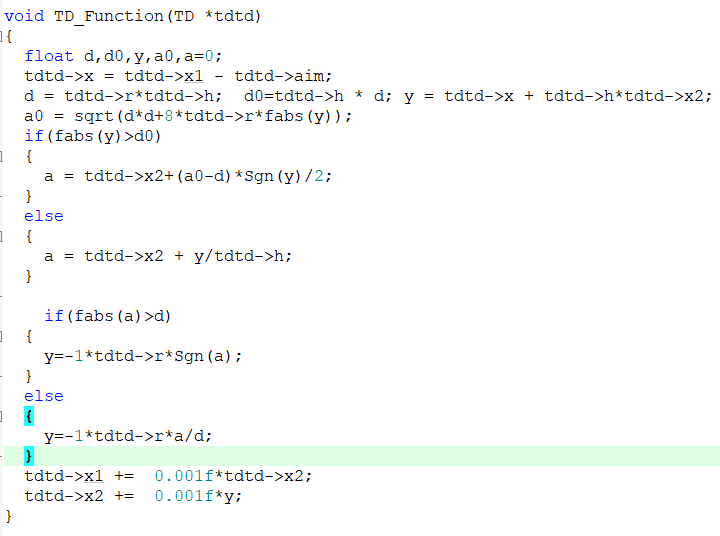 void TD_Function(TD *tdtd)
{
  float d,d0,y,a0,a=0;
  tdtd->x = tdtd->x1 - tdtd->aim;
  d = tdtd->r*tdtd->h;  d0=tdtd->h * d; y = tdtd->x + tdtd->h*tdtd->x2;
  a0 = sqrt(d*d+8*tdtd->r*fabs(y));
  if(fabs(y)>d0)
  {
    a = tdtd->x2+(a0-d)*Sgn(y)/2;
  }
  else
  {
    a = tdtd->x2 + y/tdtd->h;
  }

    if(fabs(a)>d)
  {
    y=-1*tdtd->r*Sgn(a);
  }
  else
  {
    y=-1*tdtd->r*a/d;
  }
  tdtd->x1 +=  0.001f*tdtd->x2;
  tdtd->x2 +=  0.001f*y;
}